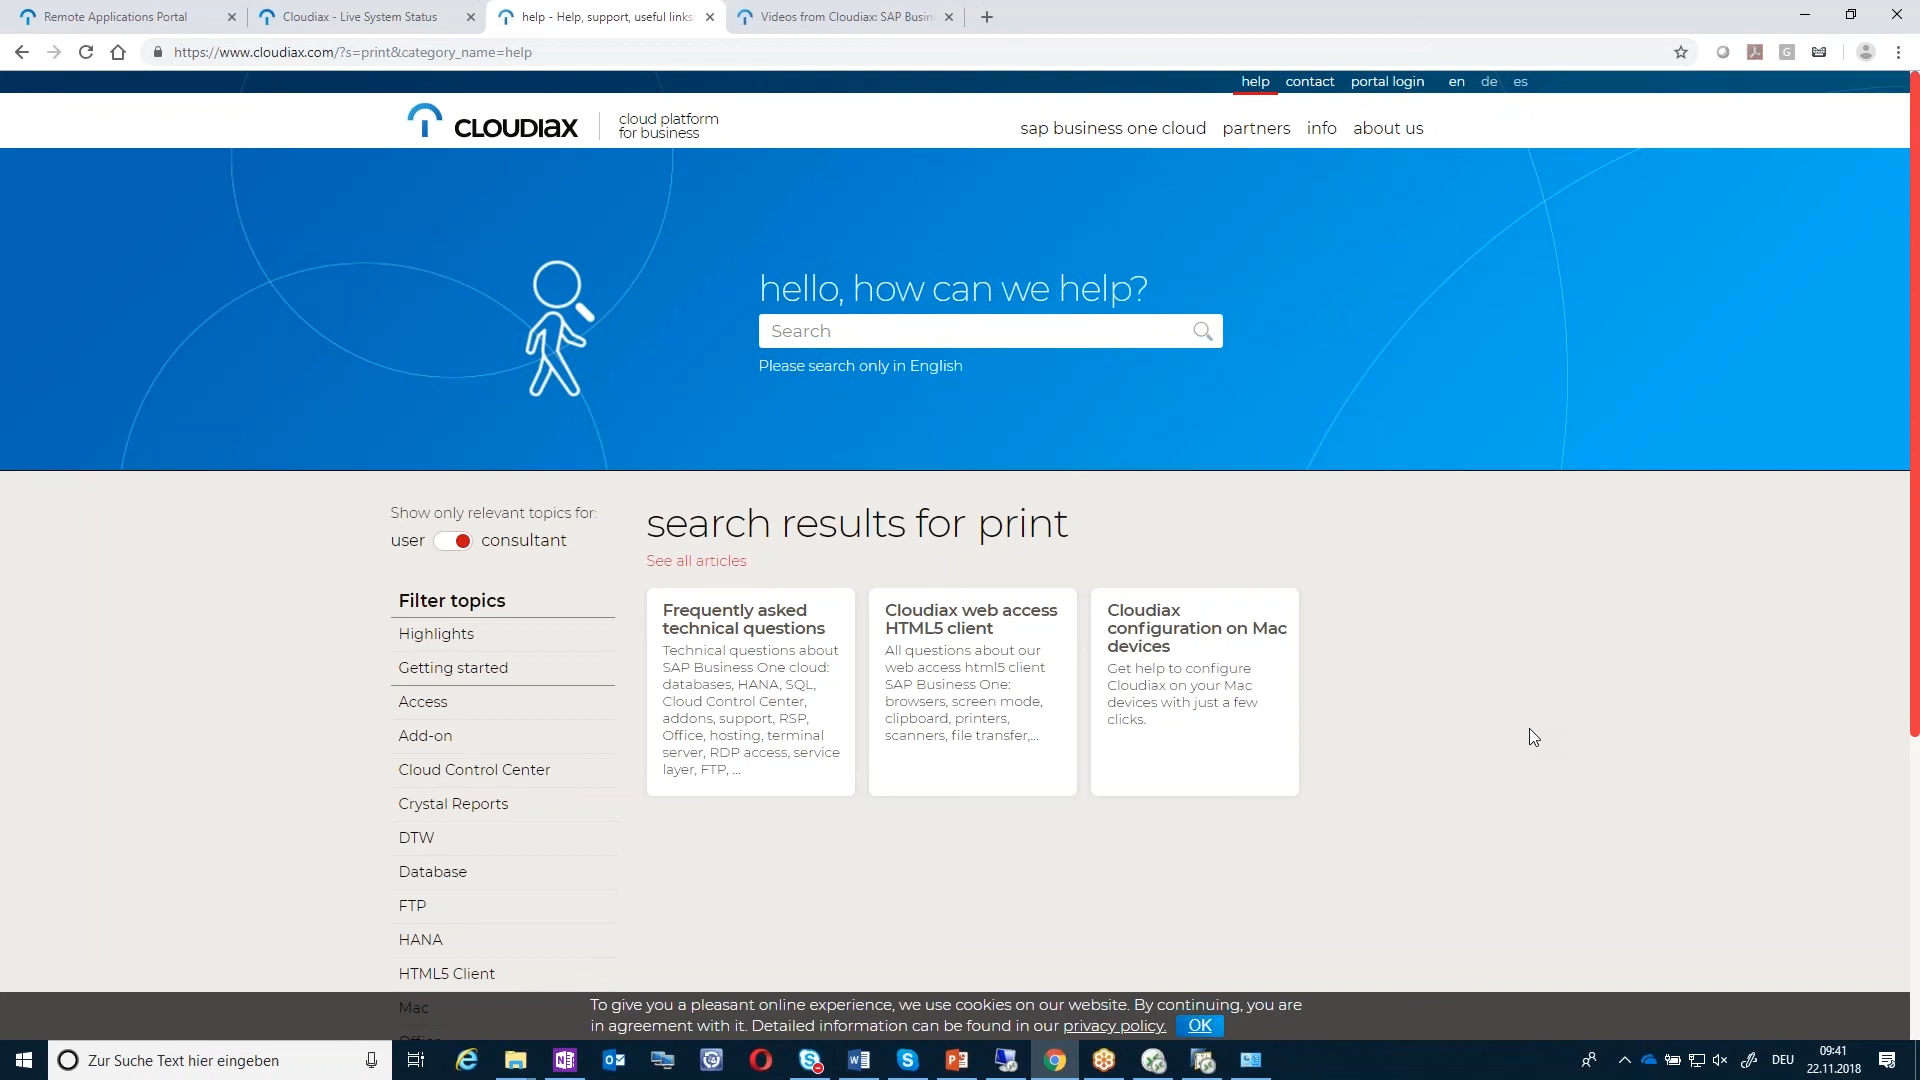 Remote Applications Portal
Cloudiax - Live System Status
help - Help, support, useful links
Videos from Cloudiax: SAP Busin
https://www.cloudiax.com/?s=print&category_name=help
help contact portal login en de es
CLOUDIAX
cloud platform
for business
sap business one cloud partners info about us
hello, how can we help?
Search
Please search only in English
Show only relevant topics for:
user consultant
Filter topics
Highlights
Getting started
Access
Add-on
Cloud Control Center
Crystal Reports
DTW
Database
FTP
HANA
HTML5 Client
Mac
search results for print
See all articles
Frequently asked
technical questions
Technical questions about
SAP Business One cloud:
databases, HANA, SQL,
Cloud Control Center,
addons, support, RSP,
Office, hosting, terminal
server, RDP access, service
layer, FTP, ...
Cloudiax web access
HTML5 client
All questions about our
web access html5 client
SAP Business One:
browsers, screen mode,
clipboard, printers,
scanners, file transfer,...
Cloudiax
configuration on Mac
devices
Get help to configure
Cloudiax on your Mac
devices with just a few
clicks.
To give you a pleasant online experience, we use cookies on our website. By continuing, you are
in agreement with it. Detailed information can be found in our privacy policy. OK
Zur Suche Text hier eingeben
DEU
09:41
22.11.2018